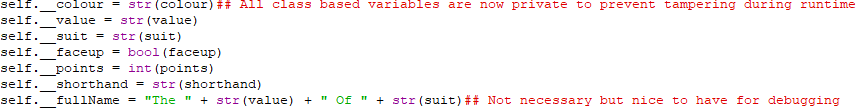 self.__colour = str(colour)## All class based variables are now private to prevent tampering during runtime
self.__value = str(value)
self.__suit = str(suit)
self.__faceup = bool(faceup)
self.__points = int(points)
self.__shorthand = str(shorthand)
self.__fullName = "The " + str(value) + " Of " + str(suit)## Not necessary but nice to have for debugging